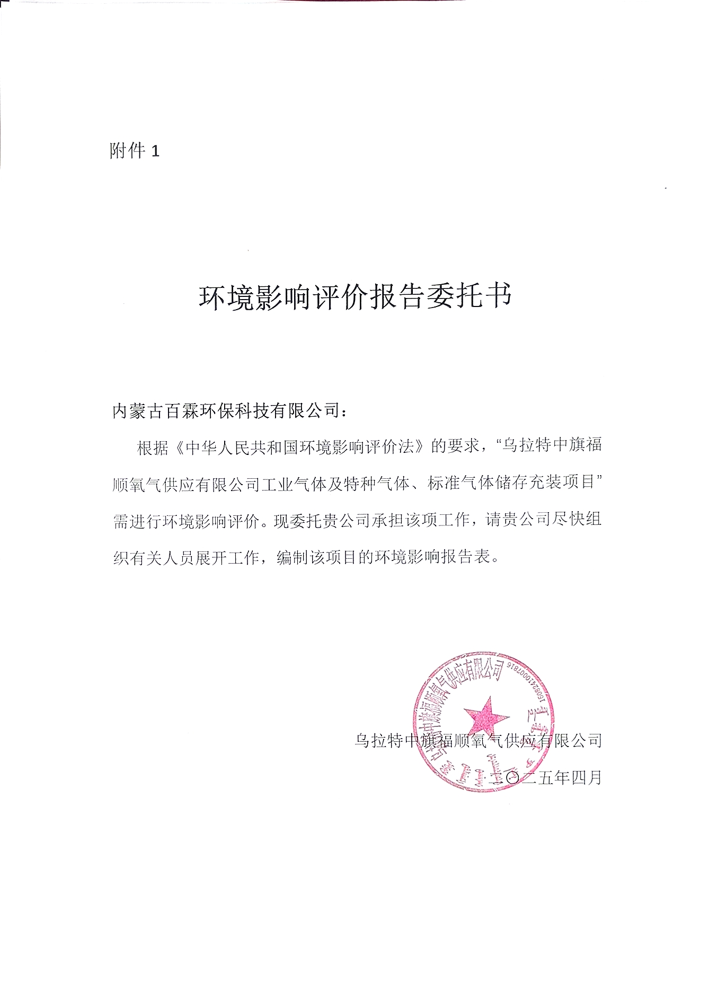 附件 1
环境影响评价报告委托书
内蒙古百霖环保科技有限公司：
根据《中华人民共和国环境影响评价法》的要求，“乌拉特中旗福
顺氧气供应有限公司工业气体及特种气体、标准气体储存充装项目”
需进行环境影响评价。现委托贵公司承担该项工作，请贵公司尽快组
织有关人员展开工作，编制该项目的环境影响报告表。
乌拉特中旗福顺氧气供应有限公司
15082410007816
乌拉特中旗福顺氧气供应有限公司
二〇二五年四月